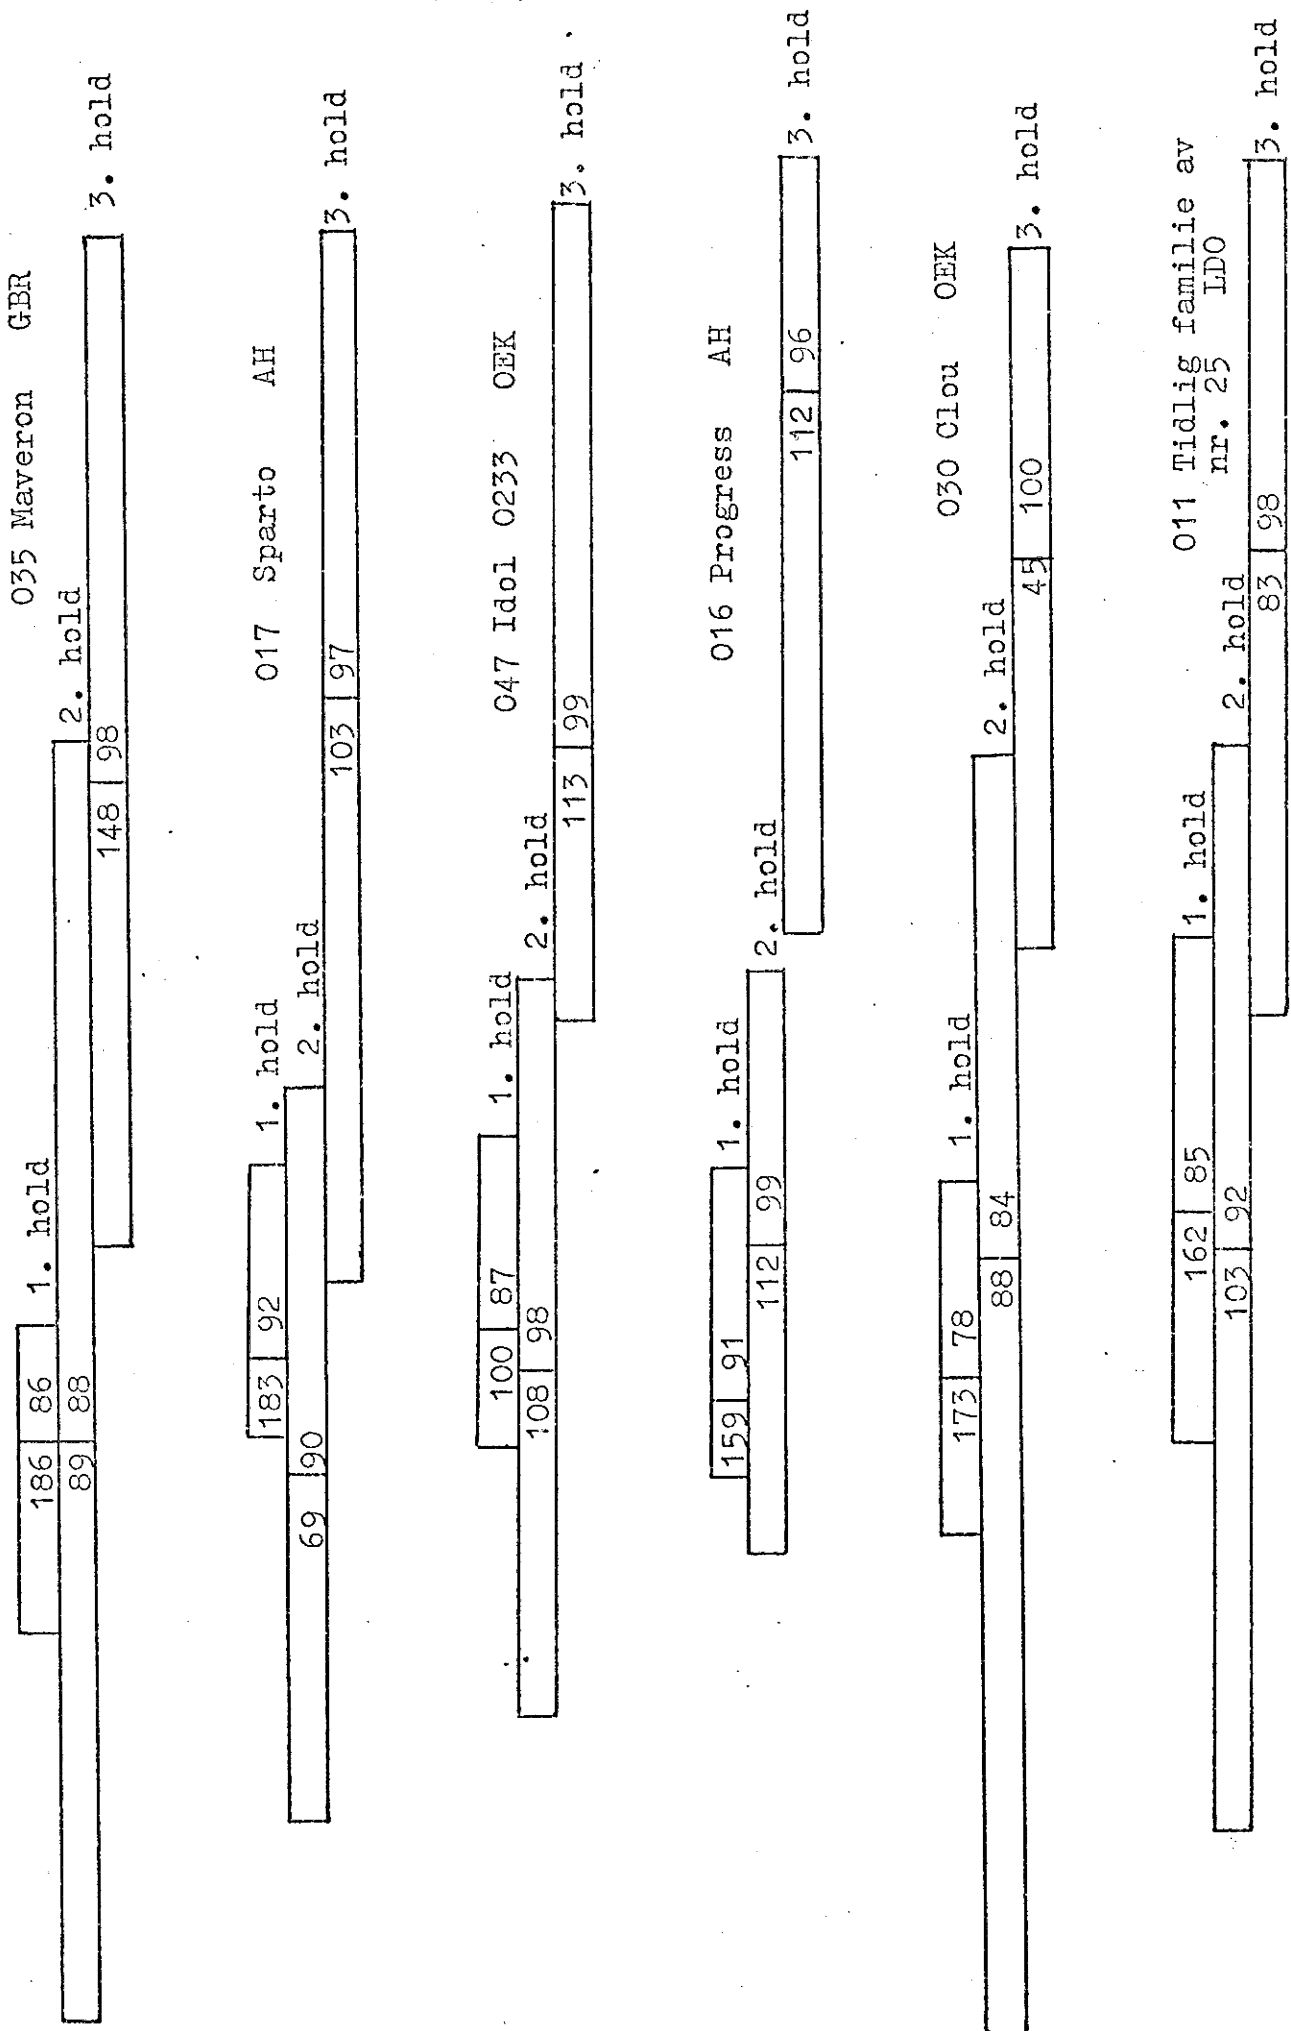 035 Maveron GBR
1. hold
186 86
2. hold
89 88
3. hold
148 98
017 Sparto AH
1. hold
183 92
2. hold
69 90
3. hold
103 97
047 Idol 0233 OEK
1. hold
100 87
2. hold
108 98
3. hold
113 99
016 Progress AH
1. hold
159 91
2. hold
112 99
3. hold
112 96
030 Clou OEK
1. hold
173 78
2. hold
88 84
3. hold
45 100
011 Tidlig familie av
nr. 25 LDO
1. hold
162 85
2. hold
103 92
3. hold
83 98